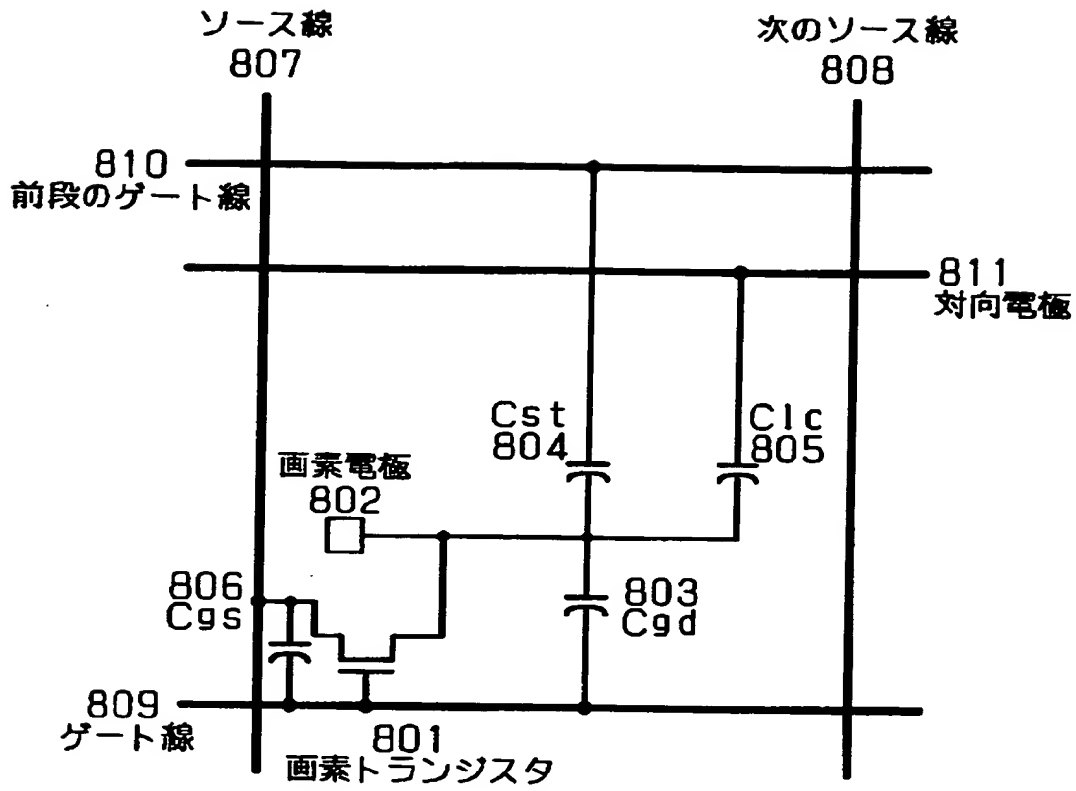 ソース線
807
次のソース線
808
810
前段のゲート線
811
対向電極
Cst
804
Clc
805
画素電極
802
806
Cgs
803
Cgd
809
ゲート線
801
画素トランジスタ